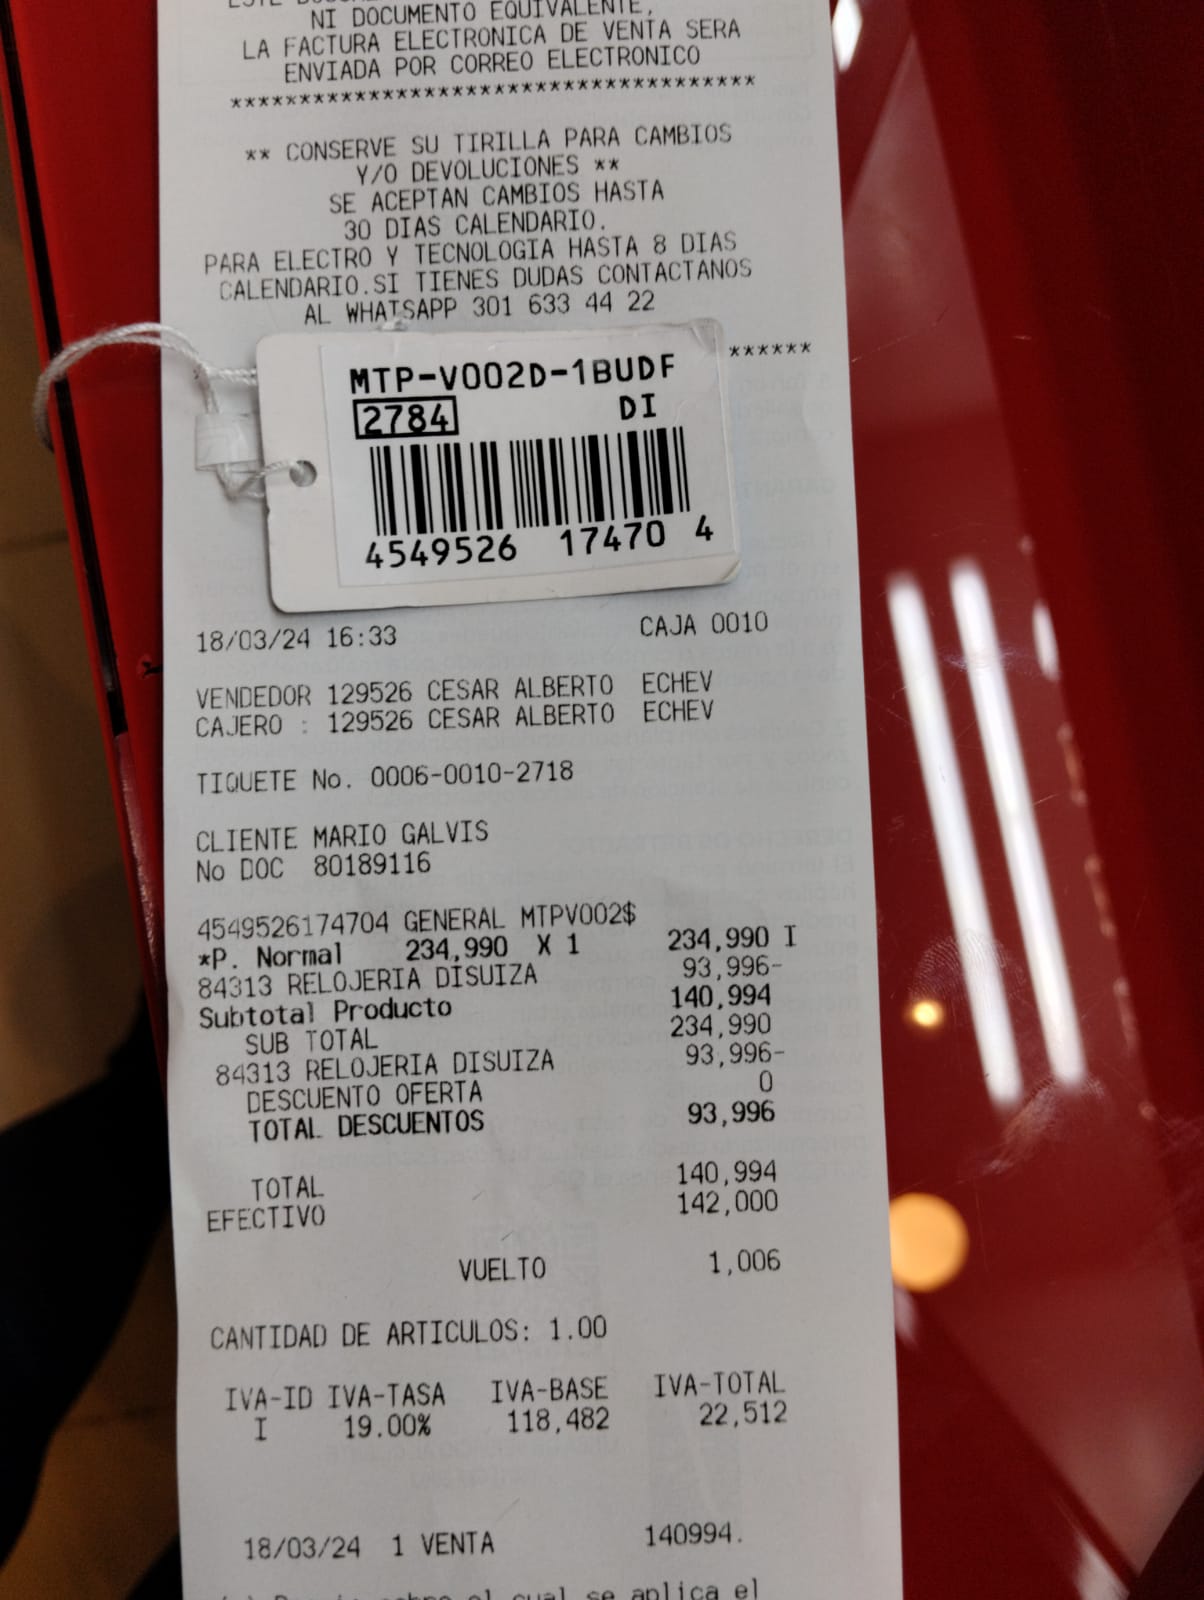 NI DOCUMENTO EQUIVALENTE,
LA FACTURA ELECTRONICA DE VENTA SERA
ENVIADA POR CORREO ELECTRONICO
**************************************
** CONSERVE SU TIRILLA PARA CAMBIOS
Y/O DEVOLUCIONES **
SE ACEPTAN CAMBIOS HASTA
30 DIAS CALENDARIO.
PARA ELECTRO Y TECNOLOGIA HASTA 8 DIAS
CALENDARIO.SI TIENES DUDAS CONTACTANOS
AL WHATSAPP 301 633 44 22
******
MTP-V002D-1BUDF
2784 DI
4549526 17470 4
18/03/24 16:33 CAJA 0010
VENDEDOR 129526 CESAR ALBERTO ECHEV
CAJERO : 129526 CESAR ALBERTO ECHEV
TIQUETE No. 0006-0010-2718
CLIENTE MARIO GALVIS
No DOC 80189116
4549526174704 GENERAL MTPV002$
*P. Normal 234,990 X 1 234,990 I
84313 RELOJERIA DISUIZA 93,996-
Subtotal Producto 140,994
SUB TOTAL 234,990
84313 RELOJERIA DISUIZA 93,996-
DESCUENTO OFERTA 0
TOTAL DESCUENTOS 93,996
TOTAL 140,994
EFECTIVO 142,000
VUELTO 1,006
CANTIDAD DE ARTICULOS: 1.00
IVA-ID IVA-TASA IVA-BASE IVA-TOTAL
I 19.00% 118,482 22,512
18/03/24 1 VENTA 140994.
el cual se aplica el